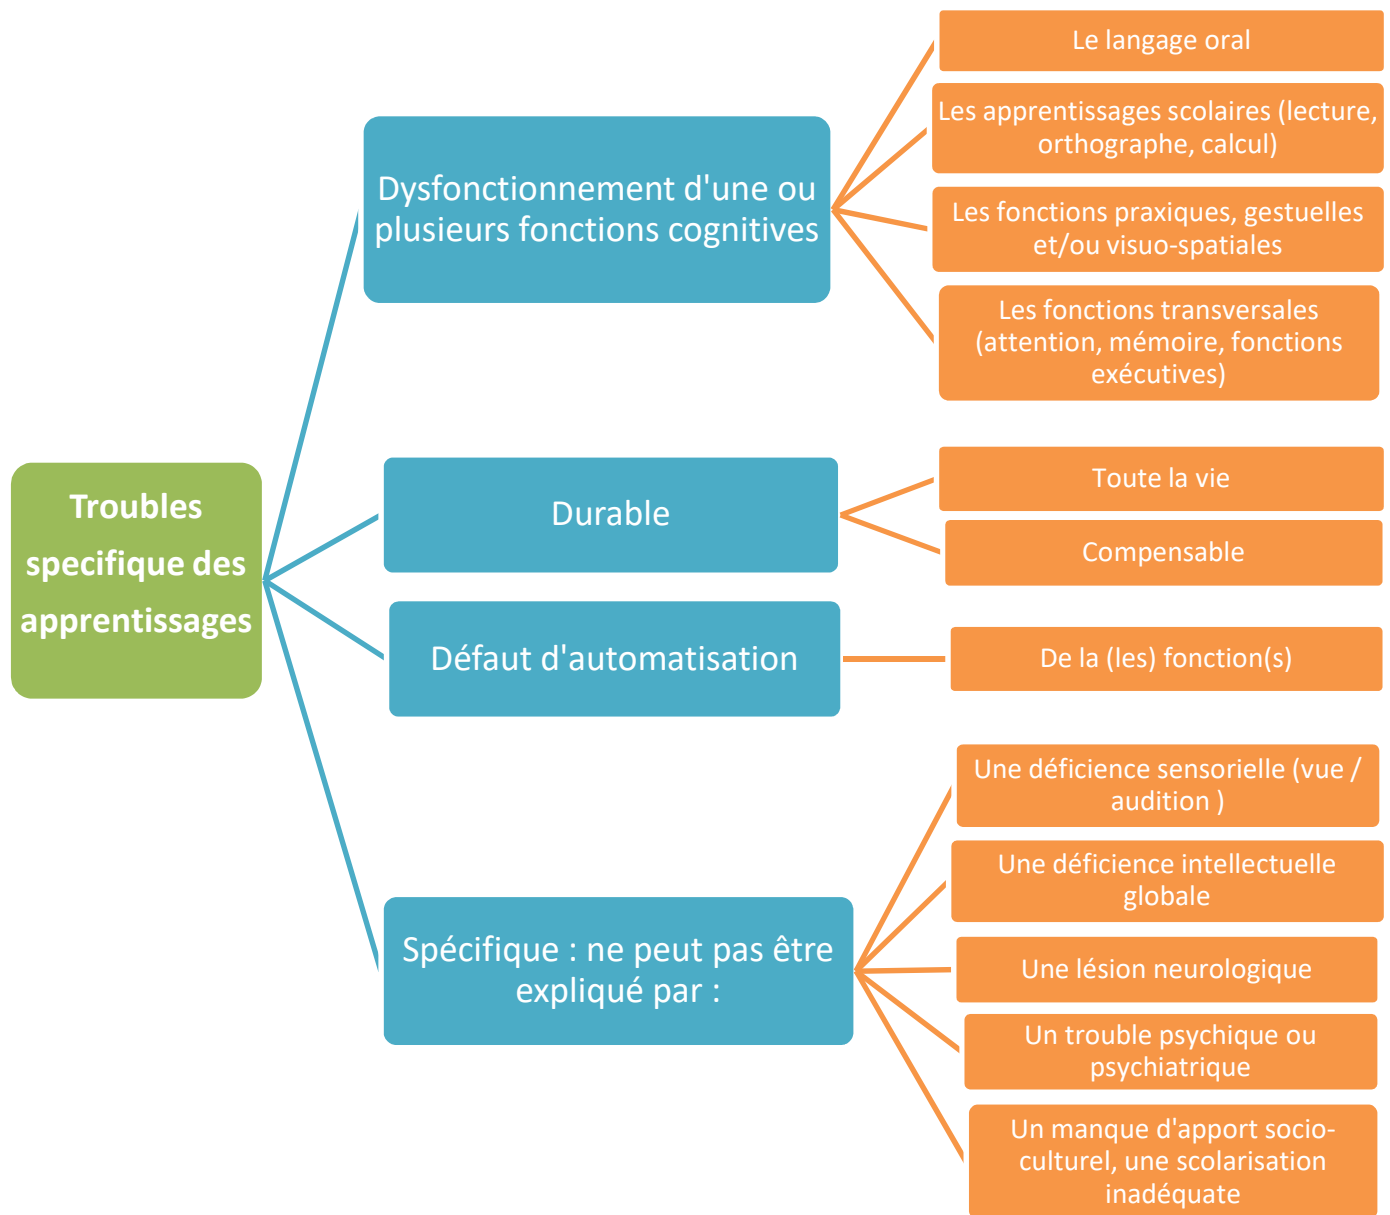 Troubles
specifique des
apprentissages
Dysfonctionnement d'une ou
plusieurs fonctions cognitives
Le langage oral
Les apprentissages scolaires (lecture,
orthographe, calcul)
Les fonctions praxiques, gestuelles
et/ou visuo-spatiales
Les fonctions transversales
(attention, mémoire, fonctions
exécutives)
Durable
Toute la vie
Compensable
Défaut d'automatisation
De la (les) fonction(s)
Spécifique : ne peut pas être
expliqué par :
Une déficience sensorielle (vue /
audition )
Une déficience intellectuelle
globale
Une lésion neurologique
Un trouble psychique ou
psychiatrique
Un manque d'apport socio-
culturel, une scolarisation
inadéquate